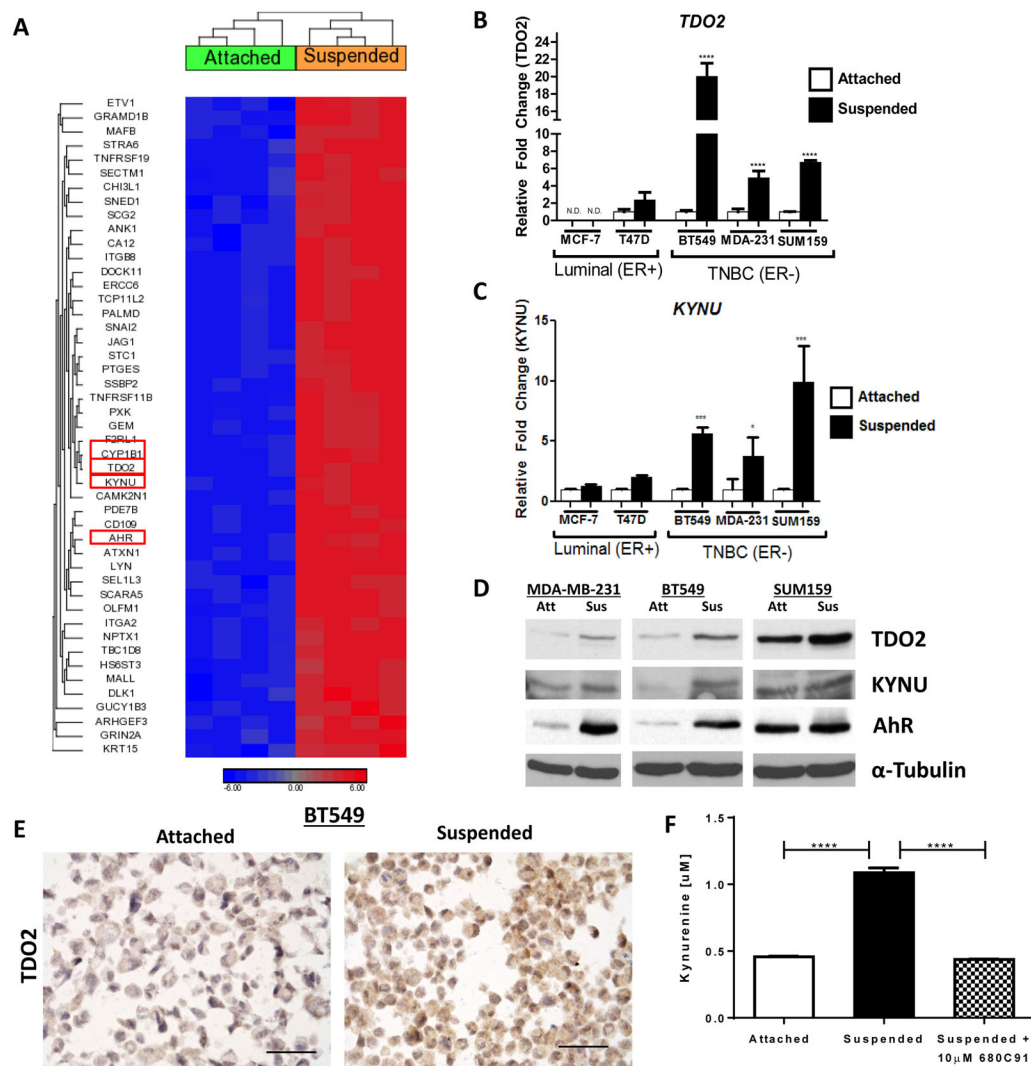 A
Attached Suspended
ETV1
GRAMD1B
MAFB
STRA6
TNFRSF19
SECTM1
CHI3L1
SNED1
SCG2
ANK1
CA12
ITGB8
DOCK11
ERCC6
TCP11L2
PALMD
SNAI2
JAG1
STC1
PTGES
SSBP2
TNFRSF11B
PXK
GEM
F2RL1
CYP1B1
TDO2
KYNU
CAMK2N1
PDE7B
CD109
AHR
ATXN1
LYN
SEL1L3
SCARA5
OLFM1
ITGA2
NPTX1
TBC1D8
HS6ST3
MALL
DLK1
GUCY1B3
ARHGEF3
GRIN2A
KRT15
-6.00 0.00 6.00
B
TDO2
Relative Fold Change (TDO2)
24
22
20
18
16
14
12
10
8
6
4
2
0
N.D. N.D.
**** **** ****
MCF-7 T47D BT549 MDA-231 SUM159
Luminal (ER+) TNBC (ER-)
Attached
Suspended
C
KYNU
Relative Fold Change (KYNU)
15
10
5
0
*** * ***
MCF-7 T47D BT549 MDA-231 SUM159
Luminal (ER+) TNBC (ER-)
Attached
Suspended
D
MDA-MB-231 BT549 SUM159
Att Sus Att Sus Att Sus
TDO2
KYNU
AhR
α-Tubulin
E
BT549
Attached Suspended
TDO2
F
Kynurenine [uM]
1.5
1.0
0.5
0.0
**** ****
Attached Suspended Suspended +
10μM 680C91